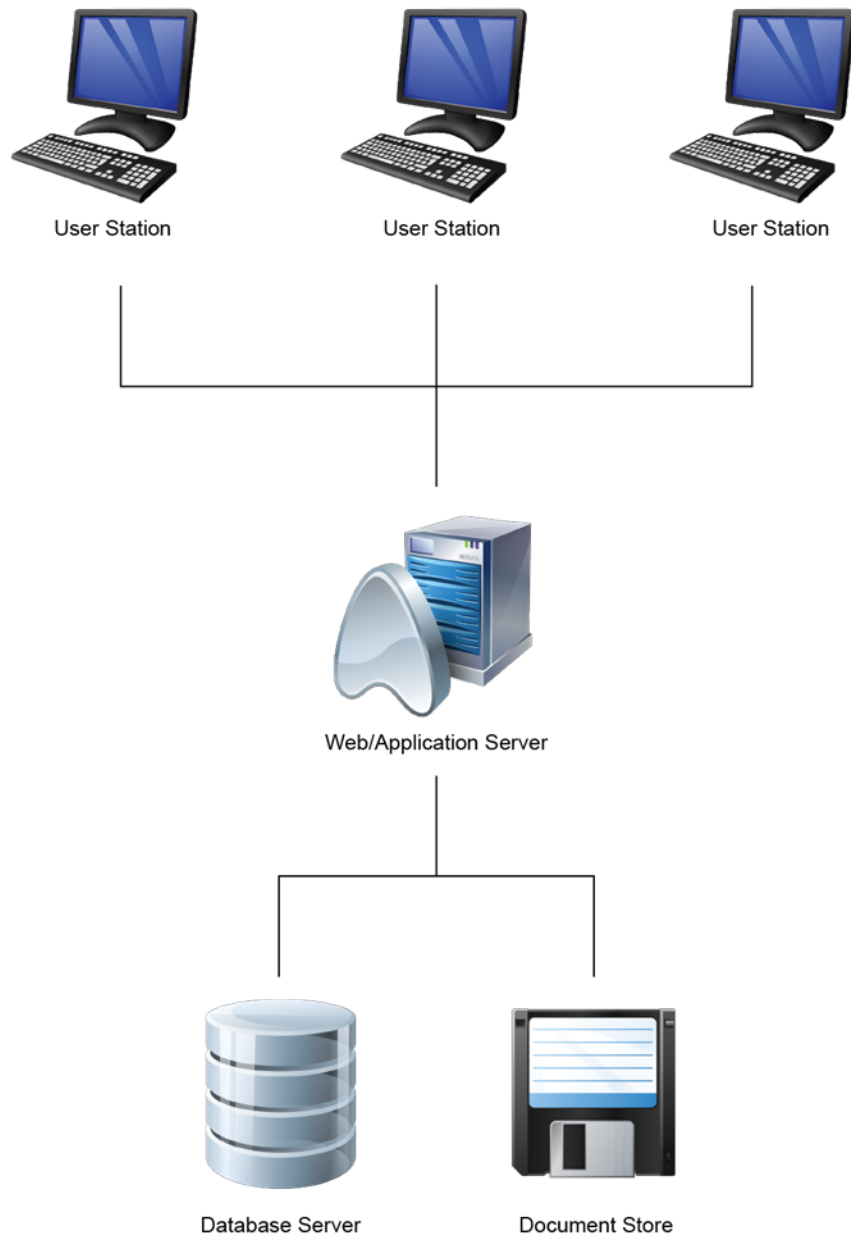 User Station
User Station
User Station
Web/Application Server
Database Server
Document Store